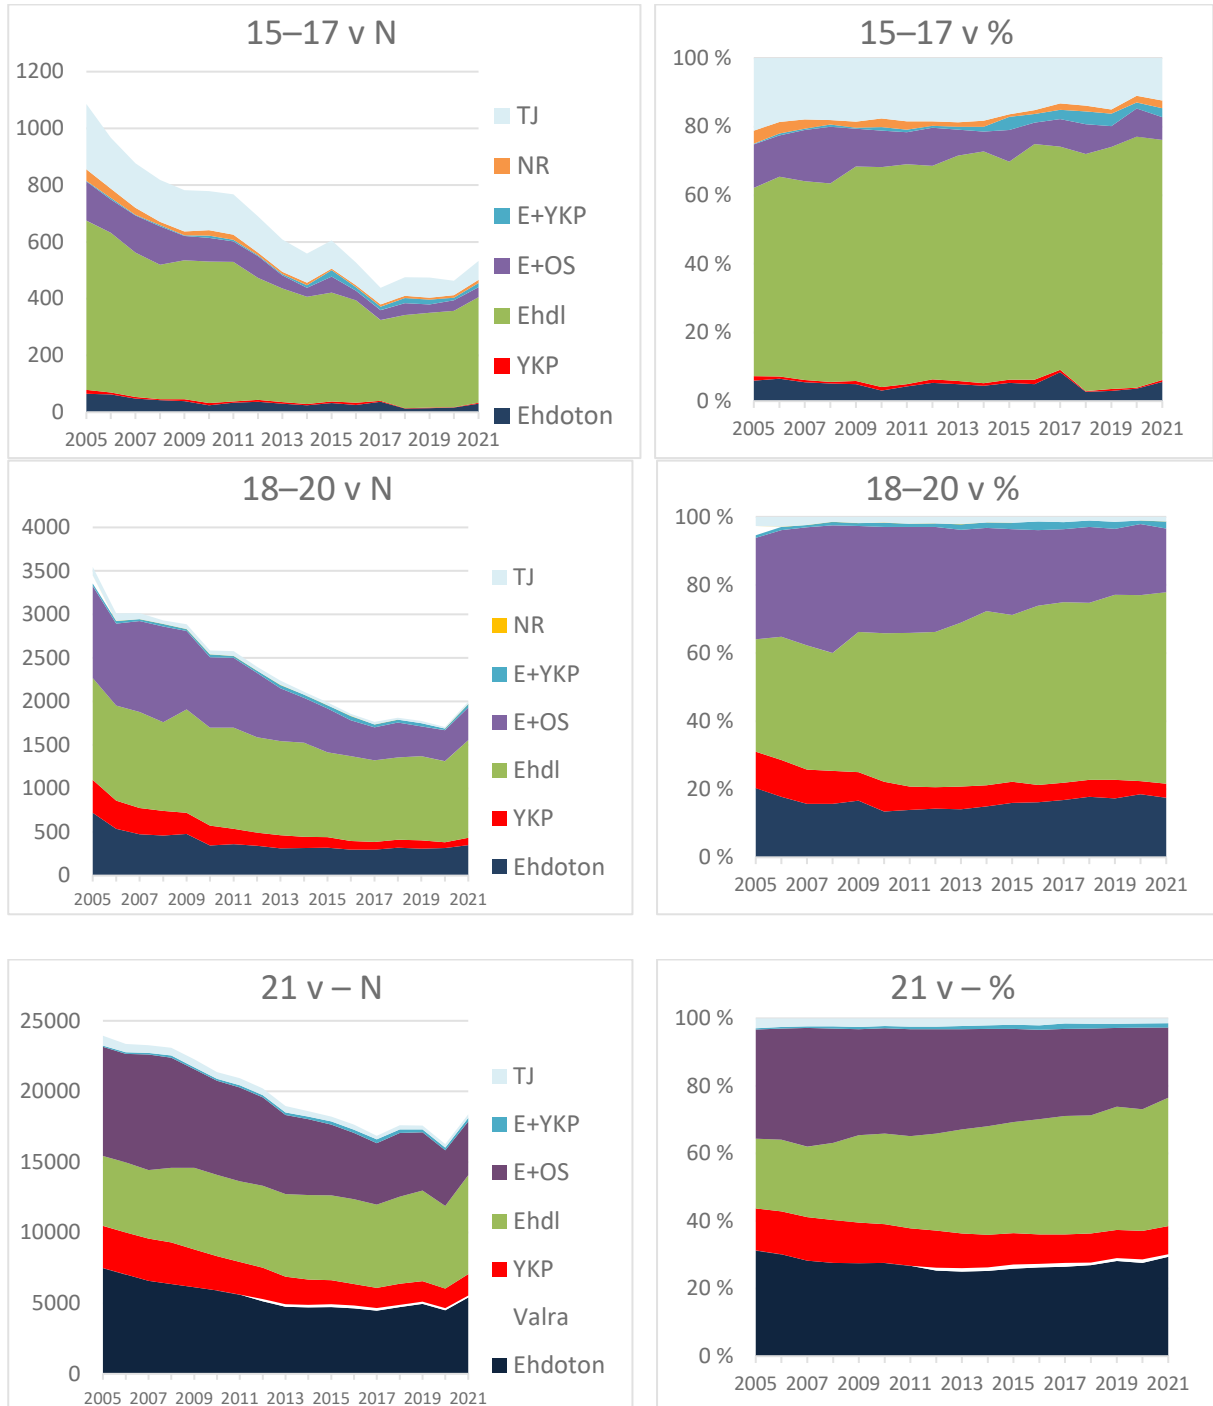 15–17 v N
1200
1000
800
600
400
200
0
2005 2007 2009 2011 2013 2015 2017 2019 2021
TJ
NR
E+YKP
E+OS
Ehdl
YKP
Ehdoton
15–17 v %
100 %
80 %
60 %
40 %
20 %
0 %
2005 2007 2009 2011 2013 2015 2017 2019 2021
18–20 v N
4000
3500
3000
2500
2000
1500
1000
500
0
2005 2007 2009 2011 2013 2015 2017 2019 2021
TJ
NR
E+YKP
E+OS
Ehdl
YKP
Ehdoton
18–20 v %
100 %
80 %
60 %
40 %
20 %
0 %
2005 2007 2009 2011 2013 2015 2017 2019 2021
21 v – N
25000
20000
15000
10000
5000
0
2005 2007 2009 2011 2013 2015 2017 2019 2021
TJ
E+YKP
E+OS
Ehdl
YKP
Valra
Ehdoton
21 v – %
100 %
80 %
60 %
40 %
20 %
0 %
2005 2007 2009 2011 2013 2015 2017 2019 2021